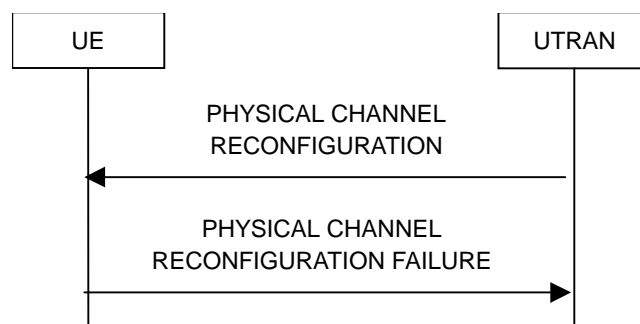 UE
UTRAN
PHYSICAL CHANNEL
RECONFIGURATION
PHYSICAL CHANNEL
RECONFIGURATION FAILURE